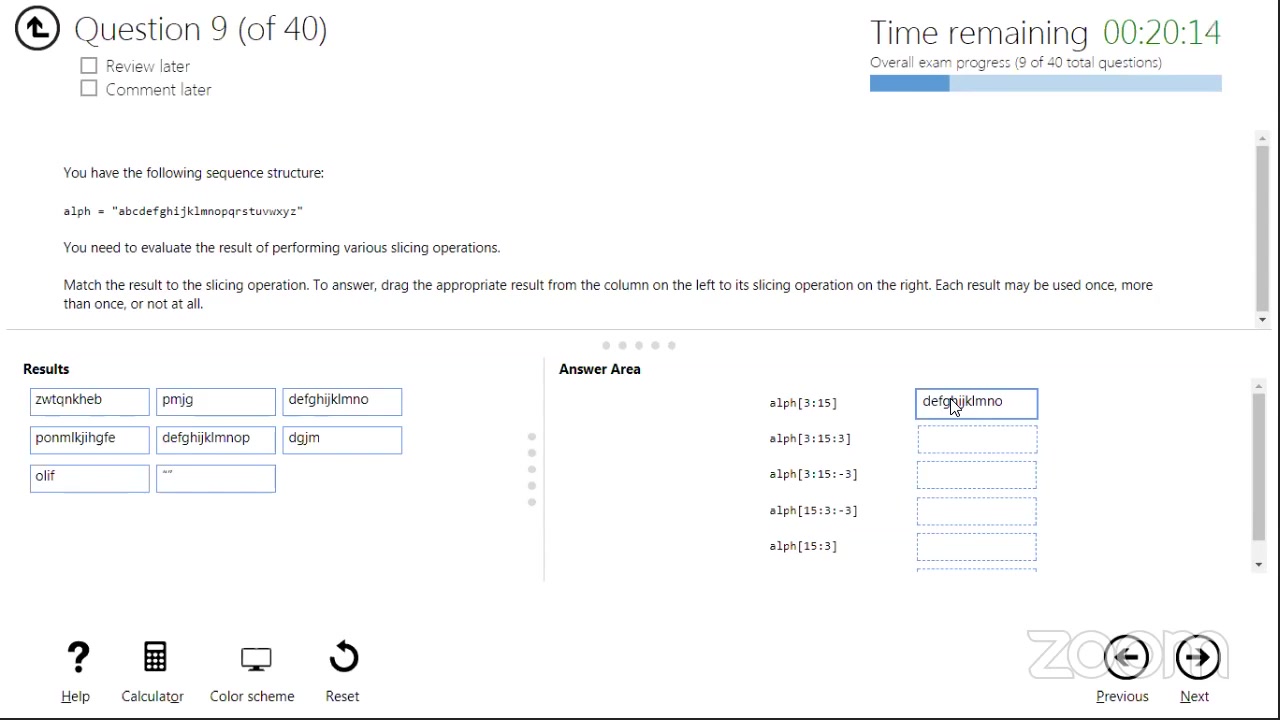 Question 9 (of 40)
Review later
Comment later
Time remaining 00:20:14
Overall exam progress (9 of 40 total questions)
You have the following sequence structure:
alph = "abcdefghijklmnopqrstuvwxyz"
You need to evaluate the result of performing various slicing operations.
Match the result to the slicing operation. To answer, drag the appropriate result from the column on the left to its slicing operation on the right. Each result may be used once, more
than once, or not at all.
Results
zwtqnkheb pmjg defghijklmno
ponmlkjihgfe defghijklmnop dgjm
olif “”
Answer Area
alph[3:15] defghijklmno
alph[3:15:3]
alph[3:15:-3]
alph[15:3:-3]
alph[15:3]
Help Calculator Color scheme Reset
zoom
Previous Next